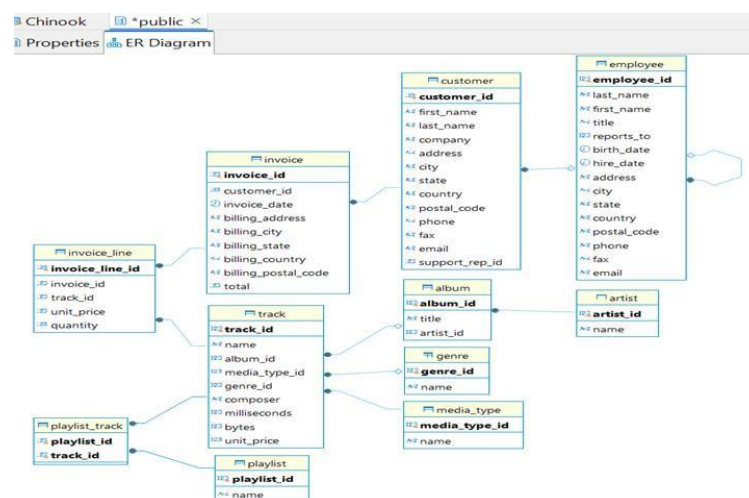 Chinook
*public
Properties
ER Diagram
employee
employee_id
last_name
first_name
title
reports_to
birth_date
hire_date
address
city
state
country
postal_code
phone
fax
email
customer
customer_id
first_name
last_name
company
address
city
state
country
postal_code
phone
fax
email
support_rep_id
invoice
invoice_id
customer_id
invoice_date
billing_address
billing_city
billing_state
billing_country
billing_postal_code
total
invoice_line
invoice_line_id
invoice_id
track_id
unit_price
quantity
album
album_id
title
artist_id
artist
artist_id
name
track
track_id
name
album_id
media_type_id
genre_id
composer
milliseconds
bytes
unit_price
genre
genre_id
name
media_type
media_type_id
name
playlist_track
playlist_id
track_id
playlist
playlist_id
name